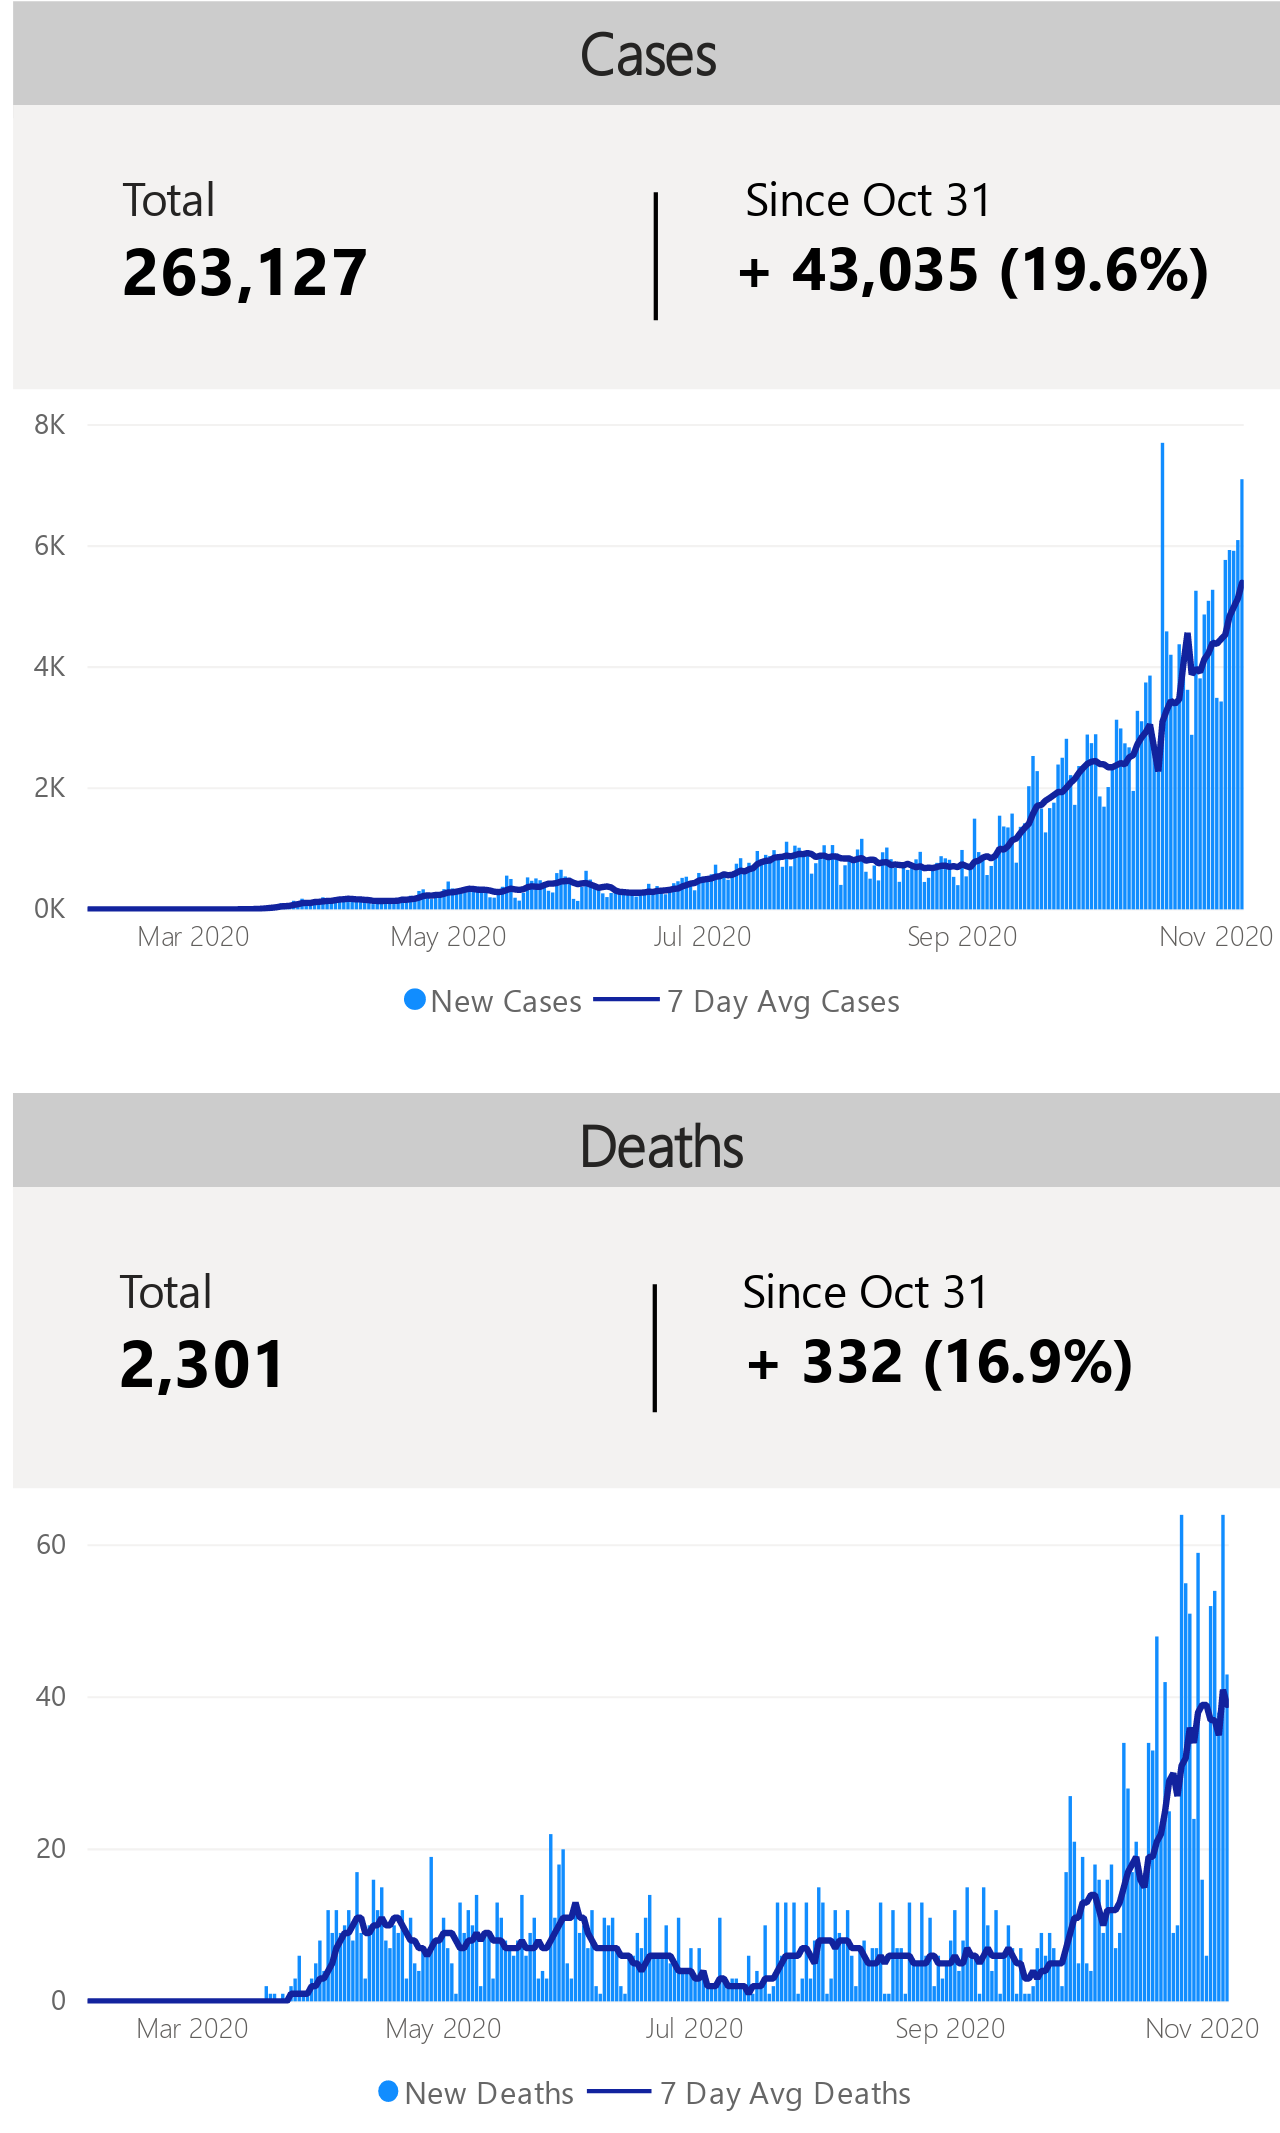 Cases
Total
Since Oct 31
263,127
+ 43,035 (19.6%)
8K
6K
4K
2K
0K
Mar 2020 May 2020 Jul 2020 Sep 2020 Nov 2020
New Cases 7 Day Avg Cases
Deaths
Total
Since Oct 31
2,301
+ 332 (16.9%)
60
40
20
0
Mar 2020 May 2020 Jul 2020 Sep 2020 Nov 2020
New Deaths 7 Day Avg Deaths